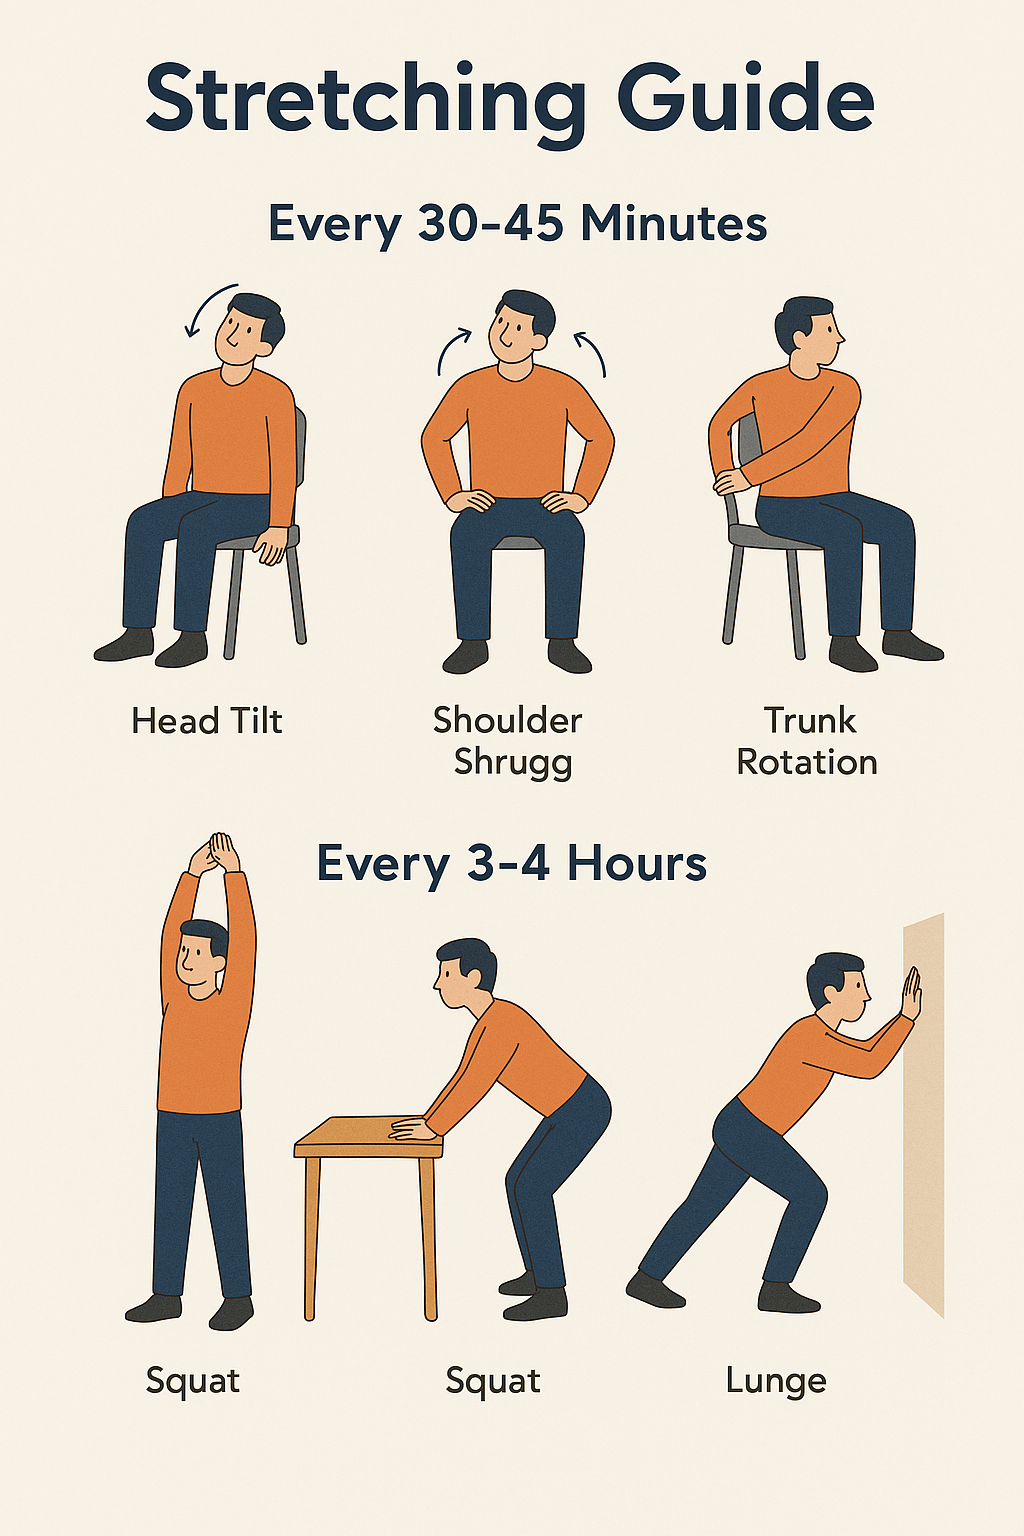 Stretching Guide
Every 30-45 Minutes
Head Tilt
Shoulder
Shrugg
Trunk
Rotation
Every 3-4 Hours
Squat
Squat
Lunge